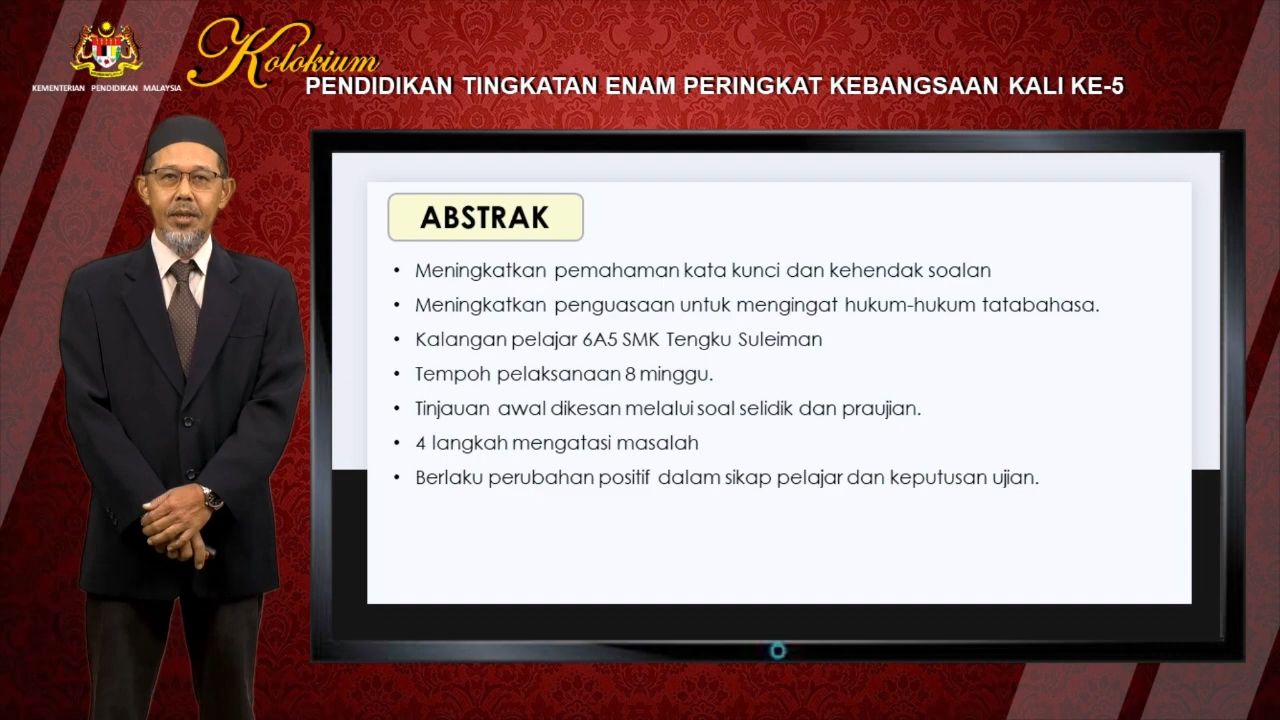 Kolokium
KEMENTERIAN PENDIDIKAN MALAYSIA
PENDIDIKAN TINGKATAN ENAM PERINGKAT KEBANGSAAN KALI KE-5
ABSTRAK
• Meningkatkan pemahaman kata kunci dan kehendak soalan
• Meningkatkan penguasaan untuk mengingat hukum-hukum tatabahasa.
• Kalangan pelajar 6A5 SMK Tengku Suleiman
• Tempoh pelaksanaan 8 minggu.
• Tinjauan awal dikesan melalui soal selidik dan praujian.
• 4 langkah mengatasi masalah
• Berlaku perubahan positif dalam sikap pelajar dan keputusan ujian.